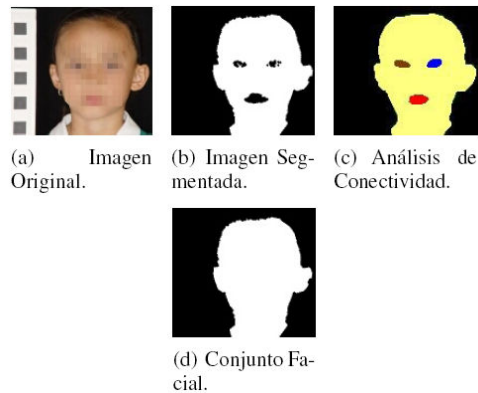 (a) Imagen
Original.
(b) Imagen Seg-
mentada.
(c) Análisis de
Conectividad.
(d) Conjunto Fa-
cial.